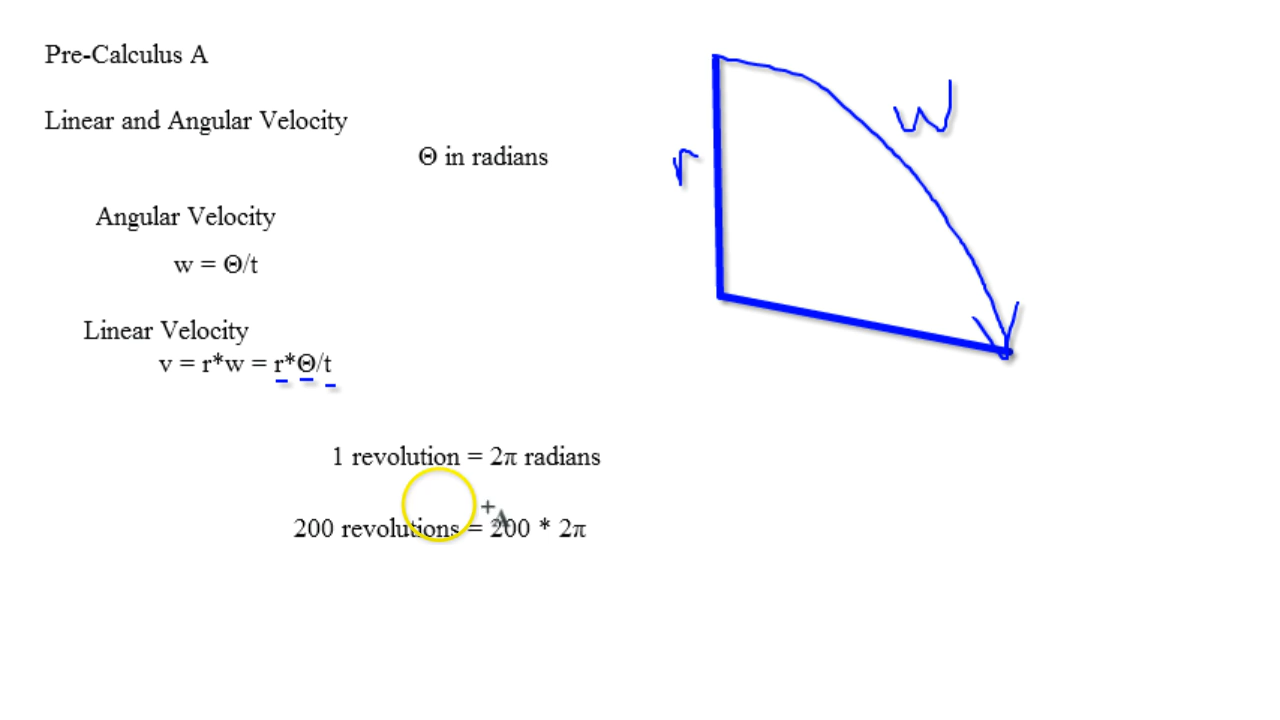 Pre-Calculus A
Linear and Angular Velocity
Θ in radians
Angular Velocity
w = Θ/t
Linear Velocity
v = r*w = r*Θ/t
1 revolution = 2π radians
200 revolutions = 200 * 2π
r
w